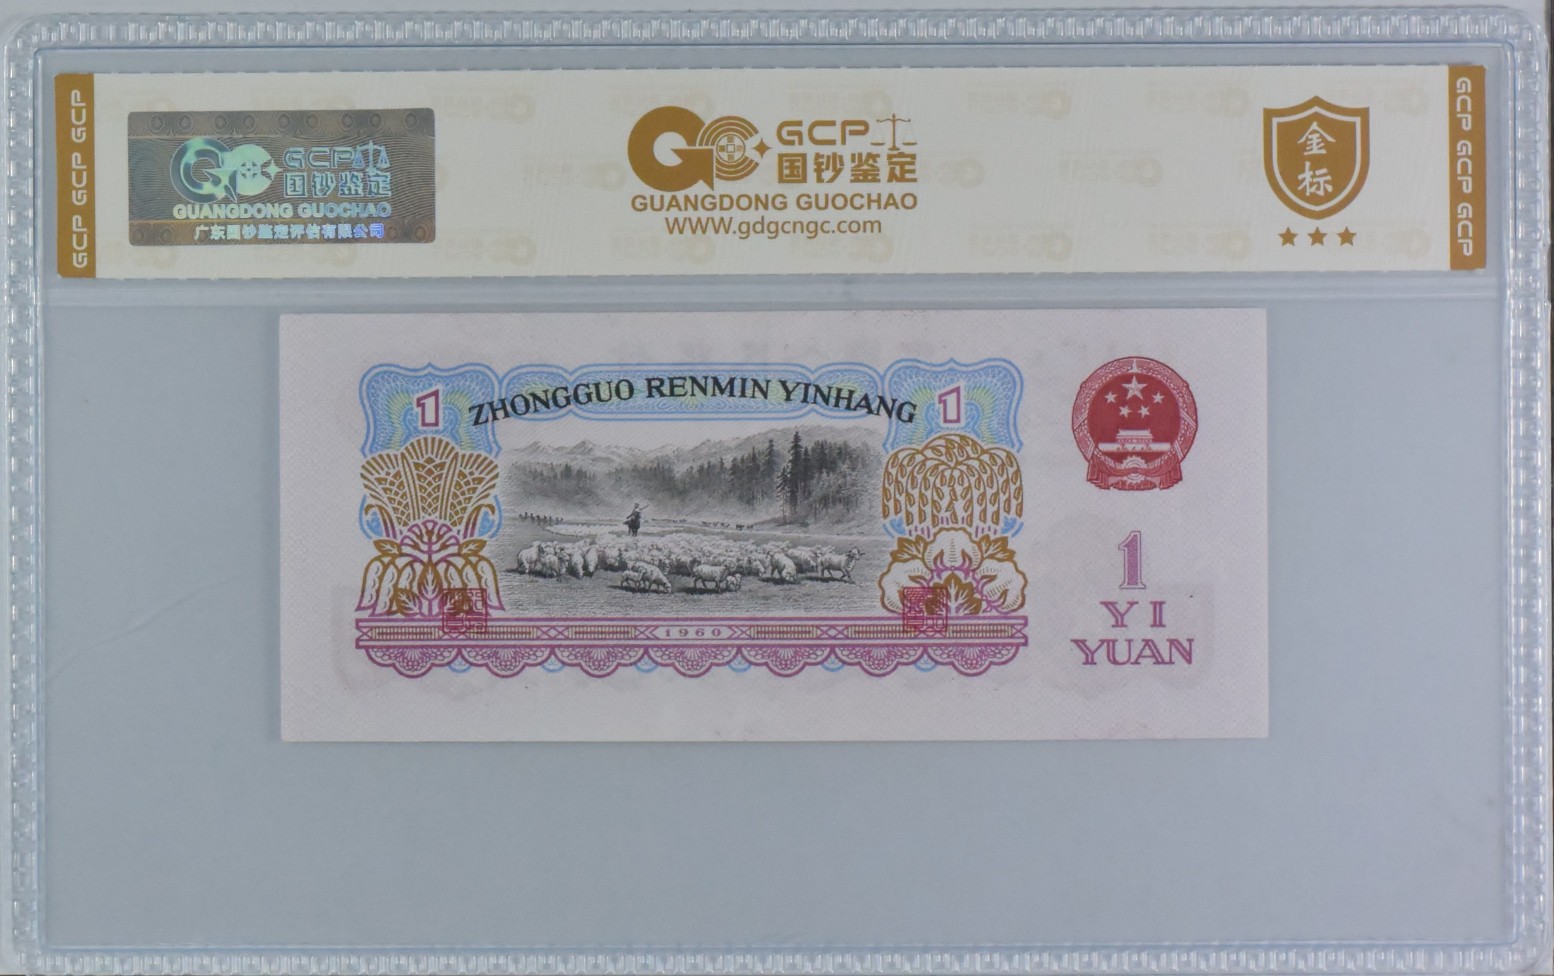 GCP GCP GCP
GCP 国钞鉴定
GUANGDONG GUOCHAO
广东国钞鉴定评估有限公司
GCP
国钞鉴定
GUANGDONG GUOCHAO
WWW.gdgcngc.com
金标
GCP GCP GCP
ZHONGGUO RENMIN YINHANG
1
1
1960
1
YI
YUAN